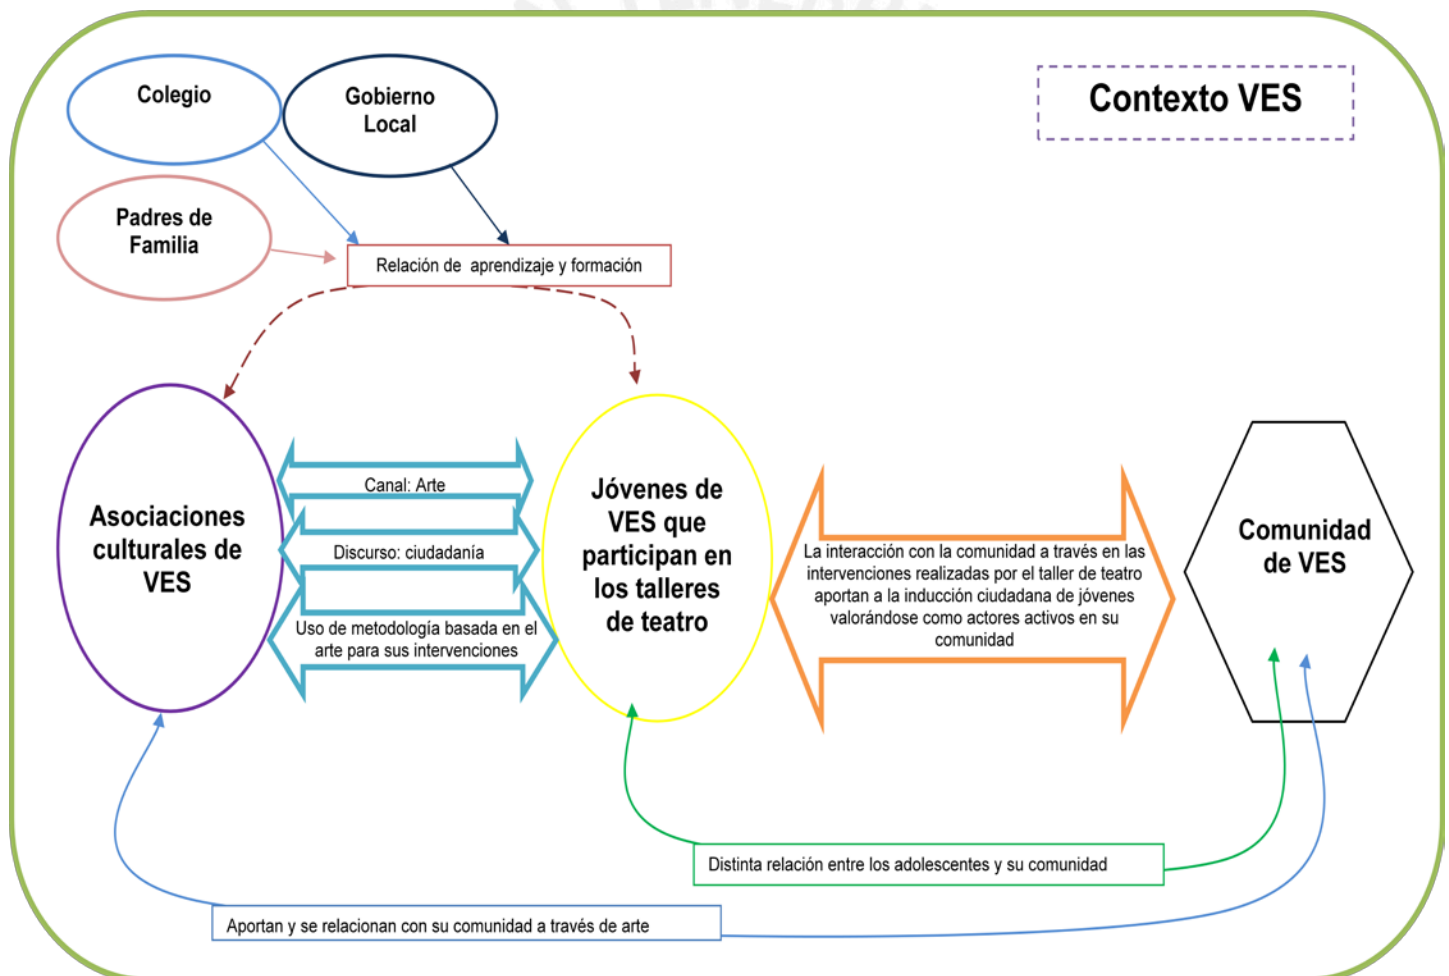 Colegio
Gobierno
Local
Contexto VES
Padres de
Familia
Relación de aprendizaje y formación
Asociaciones
culturales de
VES
Canal: Arte
Discurso: ciudadanía
Uso de metodología basada en el
arte para sus intervenciones
Jóvenes de
VES que
participan en
los talleres
de teatro
La interacción con la comunidad a través en las
intervenciones realizadas por el taller de teatro
aportan a la inducción ciudadana de jóvenes
valorándose como actores activos en su
comunidad
Comunidad
de VES
Distinta relación entre los adolescentes y su comunidad
Aportan y se relacionan con su comunidad a través de arte